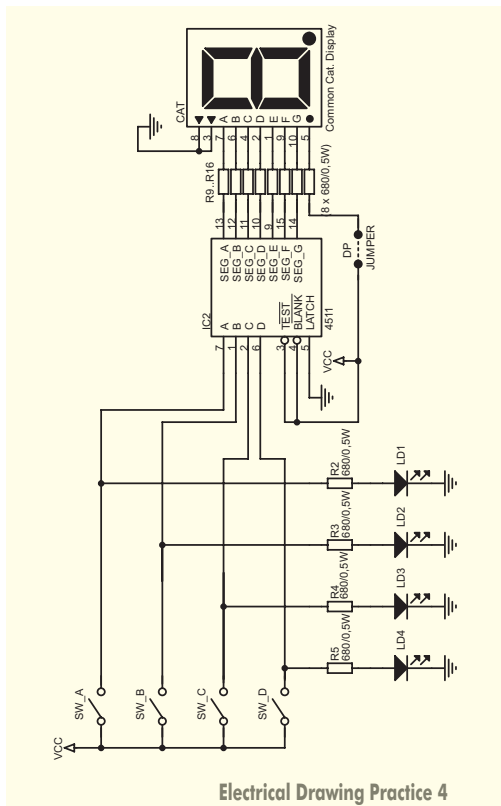 Common Cat. Display
CAT
8
3
7
6
4
2
1
9
10
5
A
B
C
D
E
F
G
R9..R16
(8 x 680/0,5W)
13
12
11
10
9
15
14
SEG_A
SEG_B
SEG_C
SEG_D
SEG_E
SEG_F
SEG_G
DP
JUMPER
IC2
A
B
C
D
TEST
BLANK
LATCH
4511
7
1
2
6
3
4
5
VCC
R2
680/0,5W
LD1
R3
680/0,5W
LD2
R4
680/0,5W
LD3
R5
680/0,5W
LD4
SW_A
SW_B
SW_C
SW_D
VCC
Electrical Drawing Practice 4